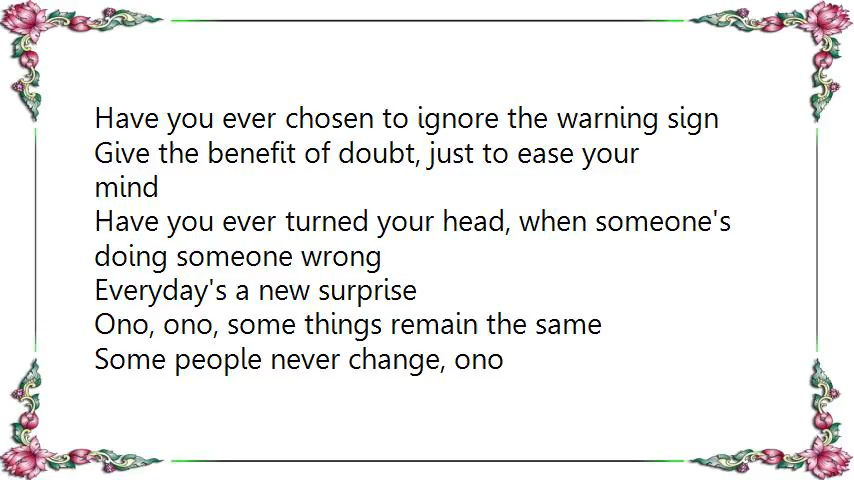 Have you ever chosen to ignore the warning sign
Give the benefit of doubt, just to ease your
mind
Have you ever turned your head, when someone's
doing someone wrong
Everyday's a new surprise
Ono, ono, some things remain the same
Some people never change, ono